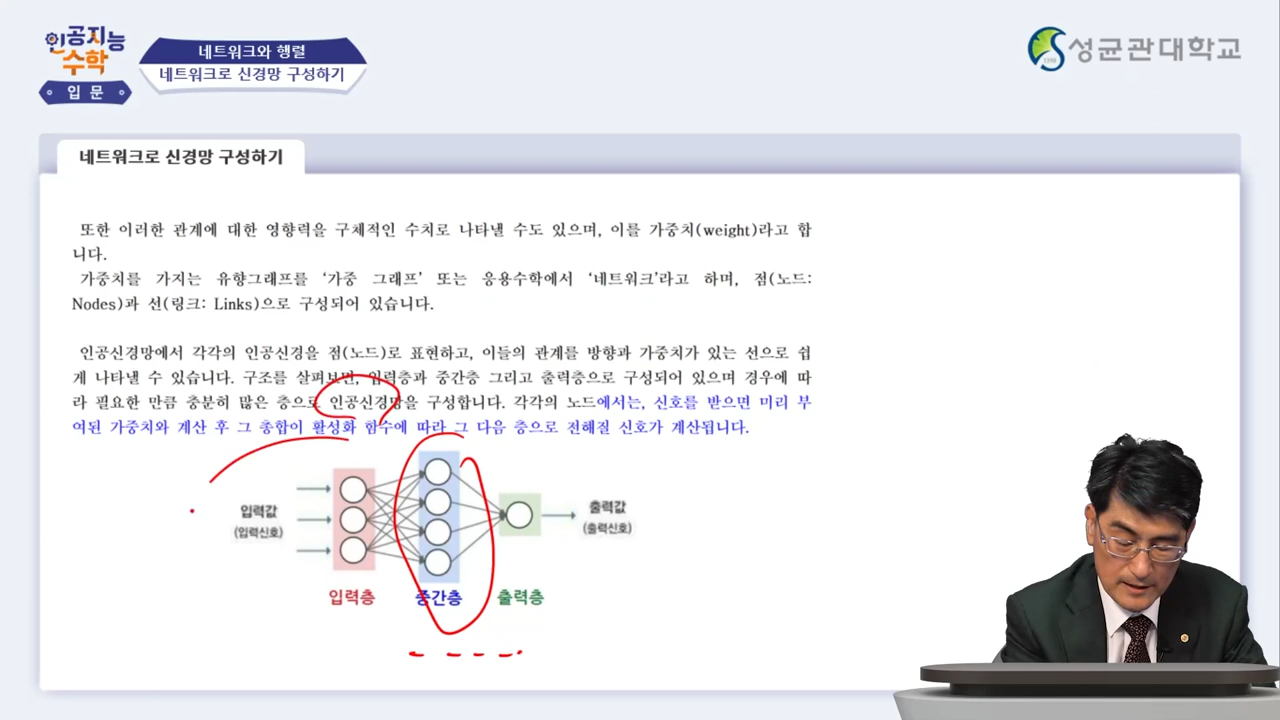 인공지능
수학
입문
네트워크와 행렬
네트워크로 신경망 구성하기
성균관대학교
네트워크로 신경망 구성하기
또한 이러한 관계에 대한 영향력을 구체적인 수치로 나타낼 수도 있으며, 이를 가중치(weight)라고 합
니다.
가중치를 가지는 유향그래프를 ‘가중 그래프’ 또는 응용수학에서 ‘네트워크’라고 하며, 점(노드:
Nodes)과 선(링크: Links)으로 구성되어 있습니다.
인공신경망에서 각각의 인공신경을 점(노드)로 표현하고, 이들의 관계를 방향과 가중치가 있는 선으로 쉽
게 나타낼 수 있습니다. 구조를 살펴보면, 입력층과 중간층 그리고 출력층으로 구성되어 있으며 경우에 따
라 필요한 만큼 충분히 많은 층으로 인공신경망을 구성합니다. 각각의 노드에서는, 신호를 받으면 미리 부
여된 가중치와 계산 후 그 총합이 활성화 함수에 따라 그 다음 층으로 전해질 신호가 계산됩니다.
입력값
(입력신호)
출력값
(출력신호)
입력층 중간층 출력층